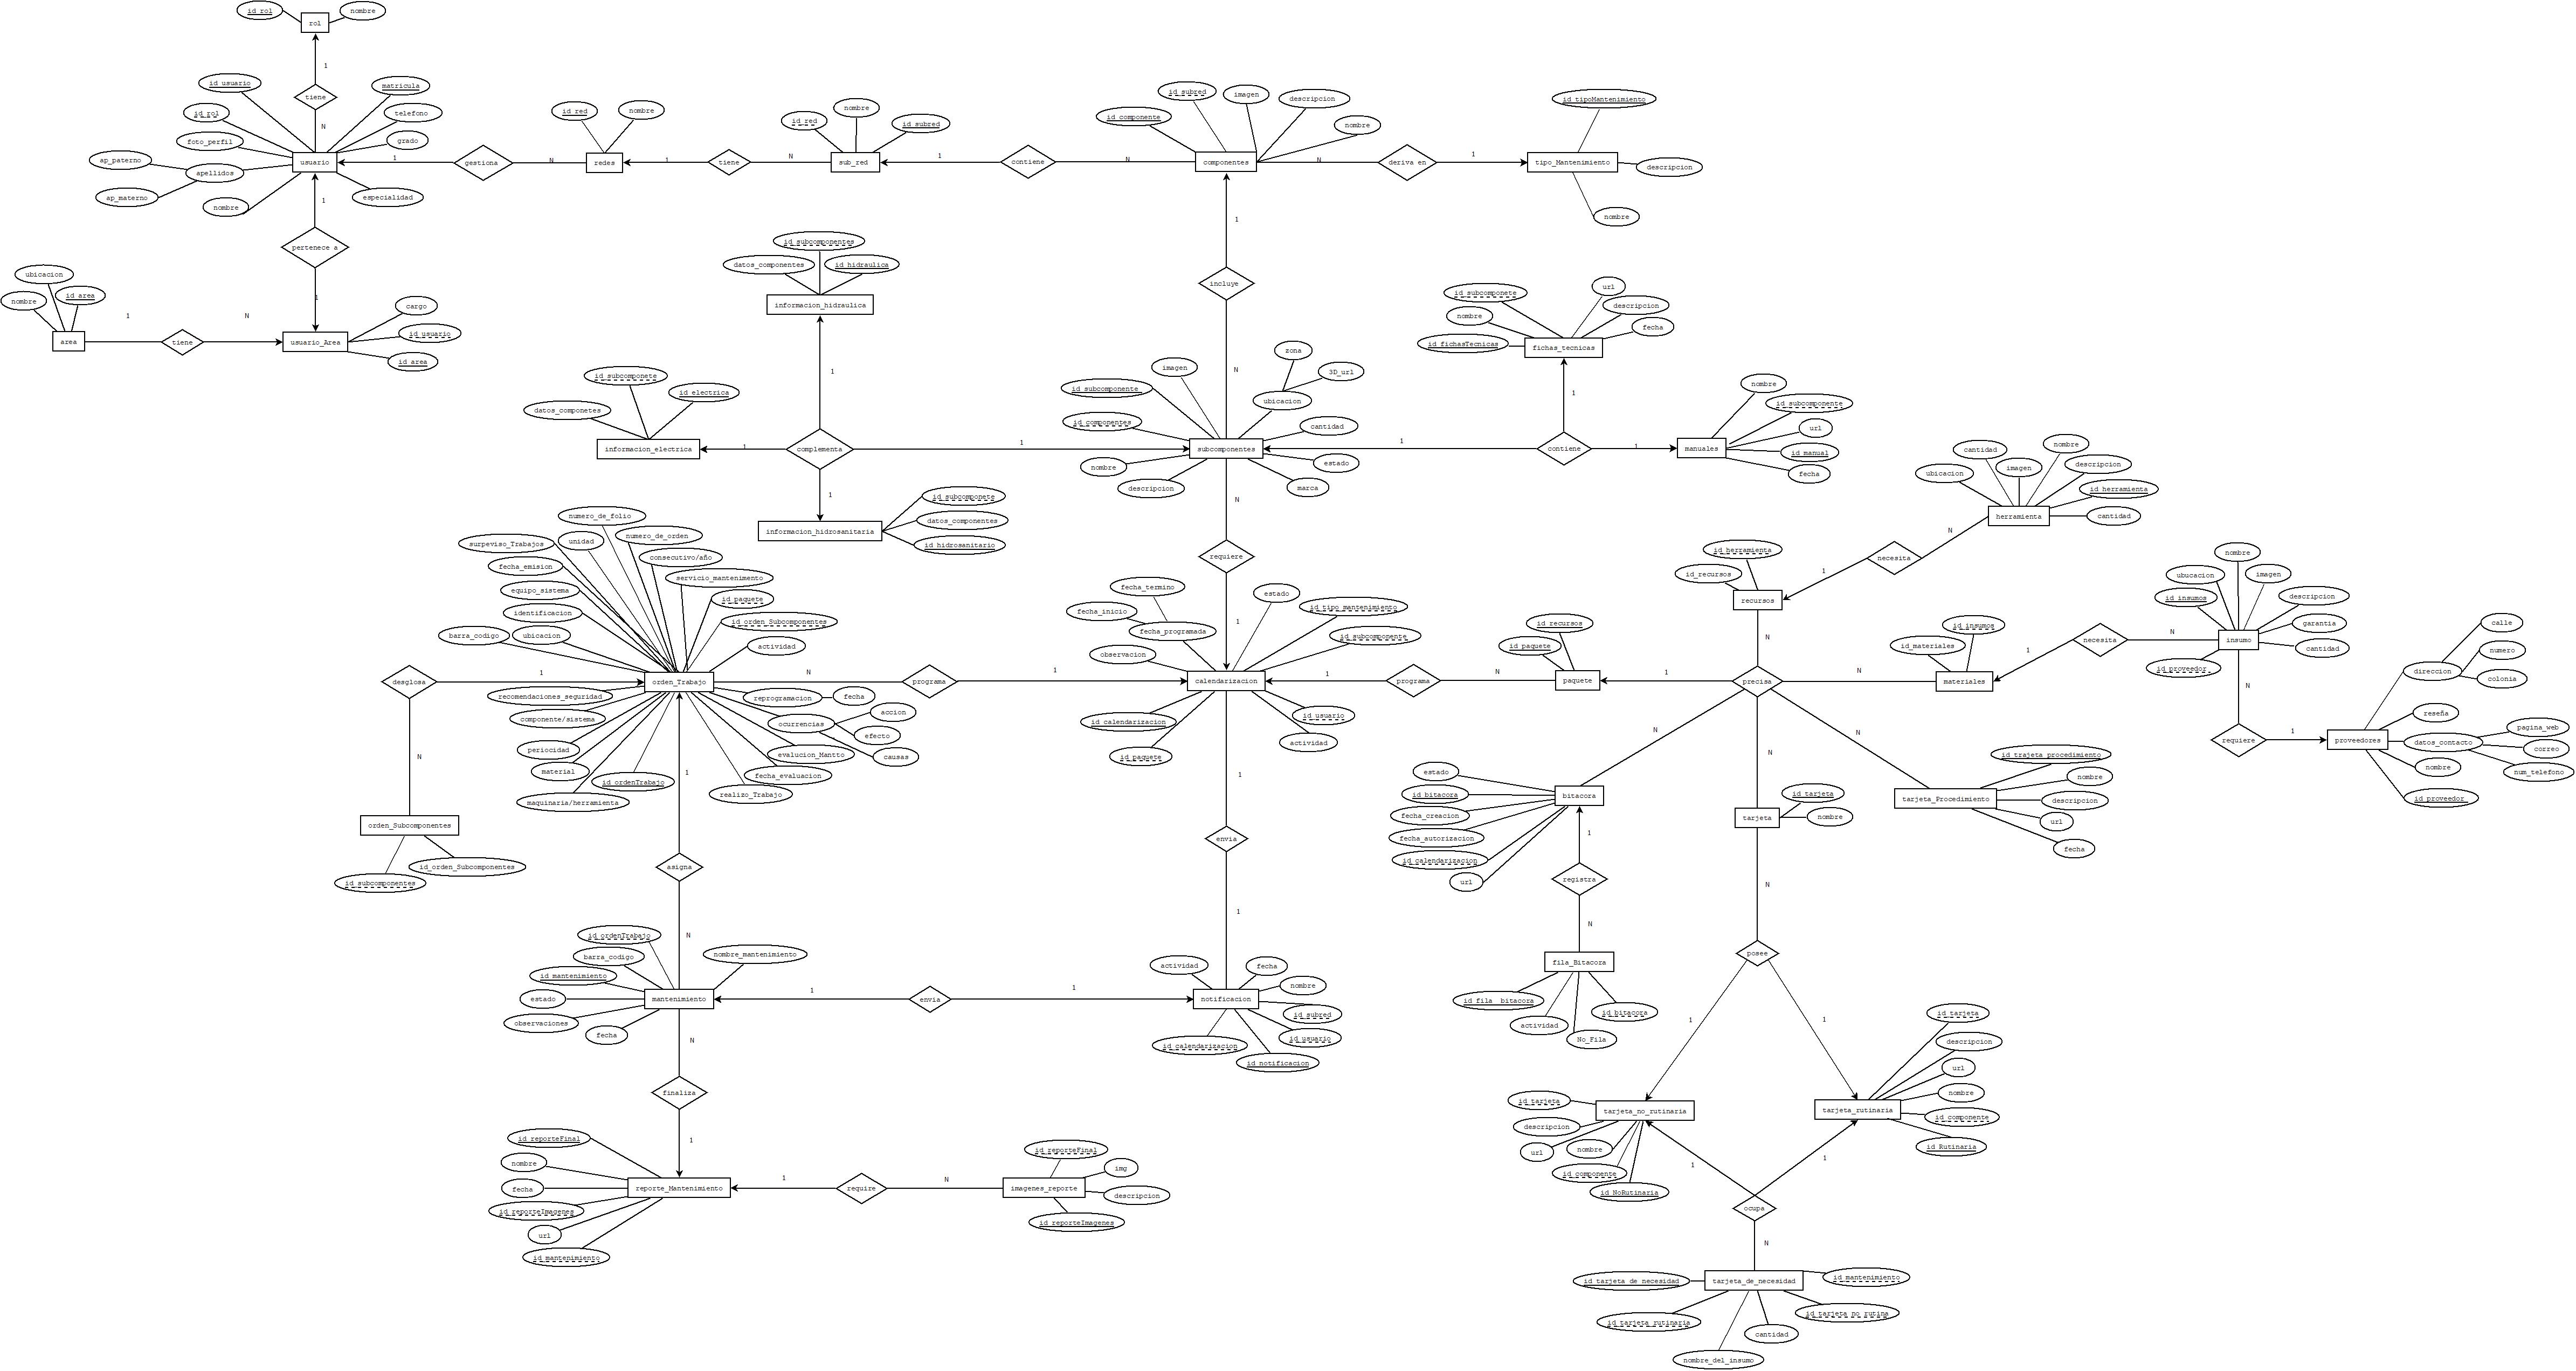 id_rol
rol
nombre
1
tiene
N
id_usuario
matricula
id_rol
telefono
foto_perfil
grado
ap_paterno
apellidos
usuario
ap_materno
nombre
especialidad
1
gestiona
N
id_red
nombre
redes
1
tiene
N
id_red
nombre
id_subred
sub_red
1
contiene
N
id_subred
imagen
descripcion
id_componente
nombre
componentes
N
deriva en
1
id_tipoMantenimiento
tipo_Mantenimiento
descripcion
nombre
1
pertenece a
1
ubicacion
nombre
id_area
area
1
tiene
N
usuario_Area
cargo
id_usuario
id_area
id_subcomponentes
datos_componentes
id_hidraulica
informacion_hidraulica
1
id_subcomponete
id_electrica
datos_componetes
informacion_electrica
1
complementa
1
1
id_subcomponete
datos_componentes
id_hidrosanitario
informacion_hidrosanitaria
1
incluye
N
imagen
zona
3D_url
ubicacion
id_subcomponente
id_componentes
cantidad
subcomponentes
nombre
estado
descripcion
marca
1
contiene
1
1
id_subcomponete
url
nombre
descripcion
fecha
id_fichasTecnicas
fichas_tecnicas
nombre
id_subcomponente
url
id_manual
fecha
manuales
N
requiere
1
cantidad
nombre
imagen
descripcion
ubicacion
id_herramienta
cantidad
herramienta
N
necesita
1
id_herramienta
id_recursos
recursos
N
numero_de_folio
unidad
numero_de_orden
surpeviso_Trabajos
consecutivo/año
fecha_emision
servicio_mantenimento
equipo_sistema
id_paquete
identificacion
id_orden_Subcomponentes
barra_codigo
ubicacion
actividad
orden_Trabajo
recomendaciones_seguridad
reprogramacion
fecha
componente/sistema
ocurrencias
accion
efecto
causas
periocidad
evalucion_Mantto
material
fecha_evaluacion
id_ordenTrabajo
realizo_Trabajo
maquinaria/herramienta
desglosa
1
N
orden_Subcomponentes
id_orden_Subcomponentes
id_subcomponentes
N
programa
1
fecha_termino
fecha_inicio
fecha_programada
estado
id_tipo_mantenimiento
id_subcomponente
observacion
calendarizacion
id_calendarizacion
id_usuario
actividad
id_paquete
1
programa
N
id_recursos
id_paquete
paquete
1
precisa
N
id_insumos
id_materiales
materiales
1
necesita
N
nombre
ubucacion
imagen
id_insumos
descripcion
garantia
cantidad
insumo
id_proveedor
N
requiere
1
calle
numero
colonia
direccion
reseña
datos_contacto
pagina_web
correo
num_telefono
nombre
id_proveedor
proveedores
N
N
N
estado
id_bitacora
fecha_creacion
fecha_autorizacion
id_calendarizacion
url
bitacora
1
registra
N
fila_Bitacora
id_fila_ bitacora
actividad
No_Fila
id_bitacora
tarjeta
id_tarjeta
nombre
N
posee
1
1
id_trajeta_procedimiento
nombre
descripcion
url
fecha
tarjeta_Procedimiento
1
asigna
N
id_ordenTrabajo
barra_codigo
nombre_mantenimiento
id_mantenimiento
estado
mantenimiento
observaciones
fecha
1
envia
1
1
envia
1
actividad
fecha
nombre
id_subred
id_usuario
notificacion
id_calendarizacion
id_notificacion
N
finaliza
1
id_reporteFinal
nombre
fecha
id_reporteImagenes
url
id_mantenimiento
reporte_Mantenimiento
1
require
N
id_reporteFinal
img
descripcion
imagenes_reporte
id_reporteImagenes
id_tarjeta
descripcion
url
nombre
id_componente
id_NoRutinaria
tarjeta_no_rutinaria
id_tarjeta
descripcion
url
nombre
id_componente
id_Rutinaria
tarjeta_rutinaria
1
1
ocupa
N
id_tarjeta_de_necesidad
tarjeta_de_necesidad
id_mantenimiento
id_tarjeta_rutinaria
id_tarjeta_no_rutina
cantidad
nombre_del_insumo